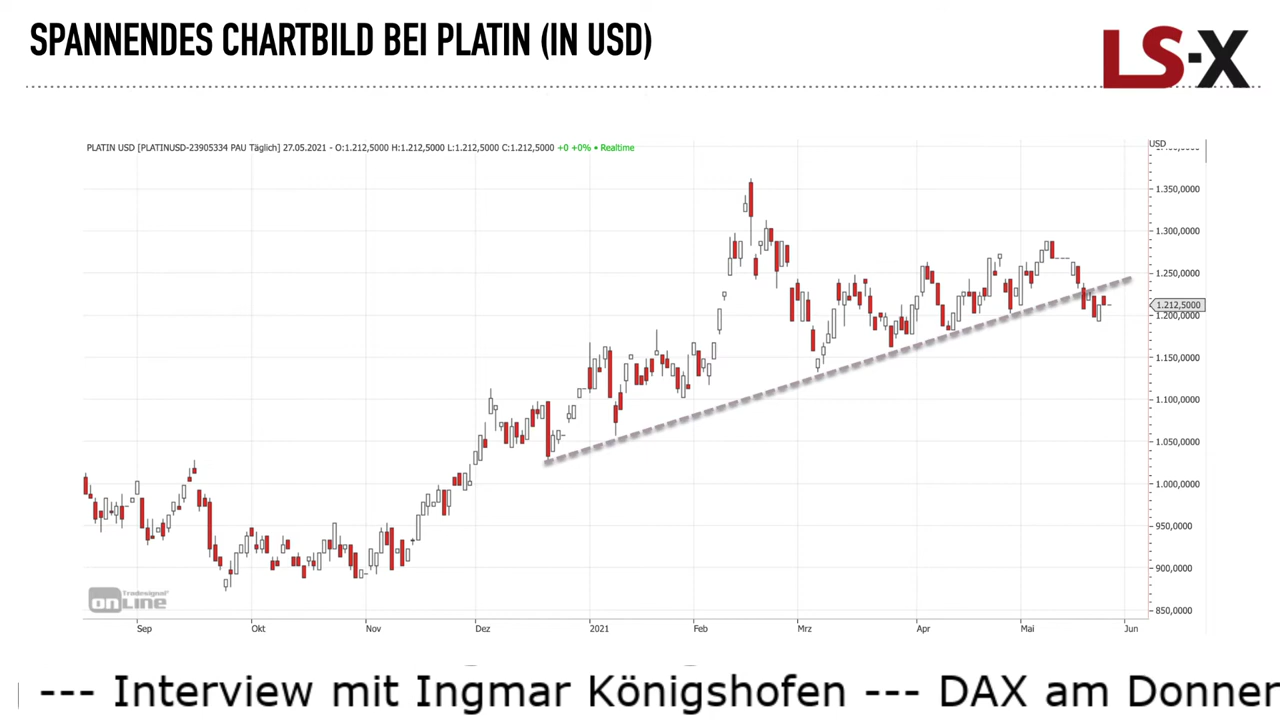 SPANNENDES CHARTBILD BEI PLATIN (IN USD)
LS-X
PLATIN USD [PLATINUSD-23905334 PAU Täglich] 27.05.2021 - O:1.212,5000 H:1.212,5000 L:1.212,5000 C:1.212,5000 +0 +0% • Realtime
USD
1.350,0000
1.300,0000
1.250,0000
1.212,5000
1.200,0000
1.150,0000
1.100,0000
1.050,0000
1.000,0000
950,0000
900,0000
850,0000
Tradesignal®
onLine
Sep Okt Nov Dez 2021 Feb Mrz Apr Mai Jun
--- Interview mit Ingmar Königshofen --- DAX am Donner